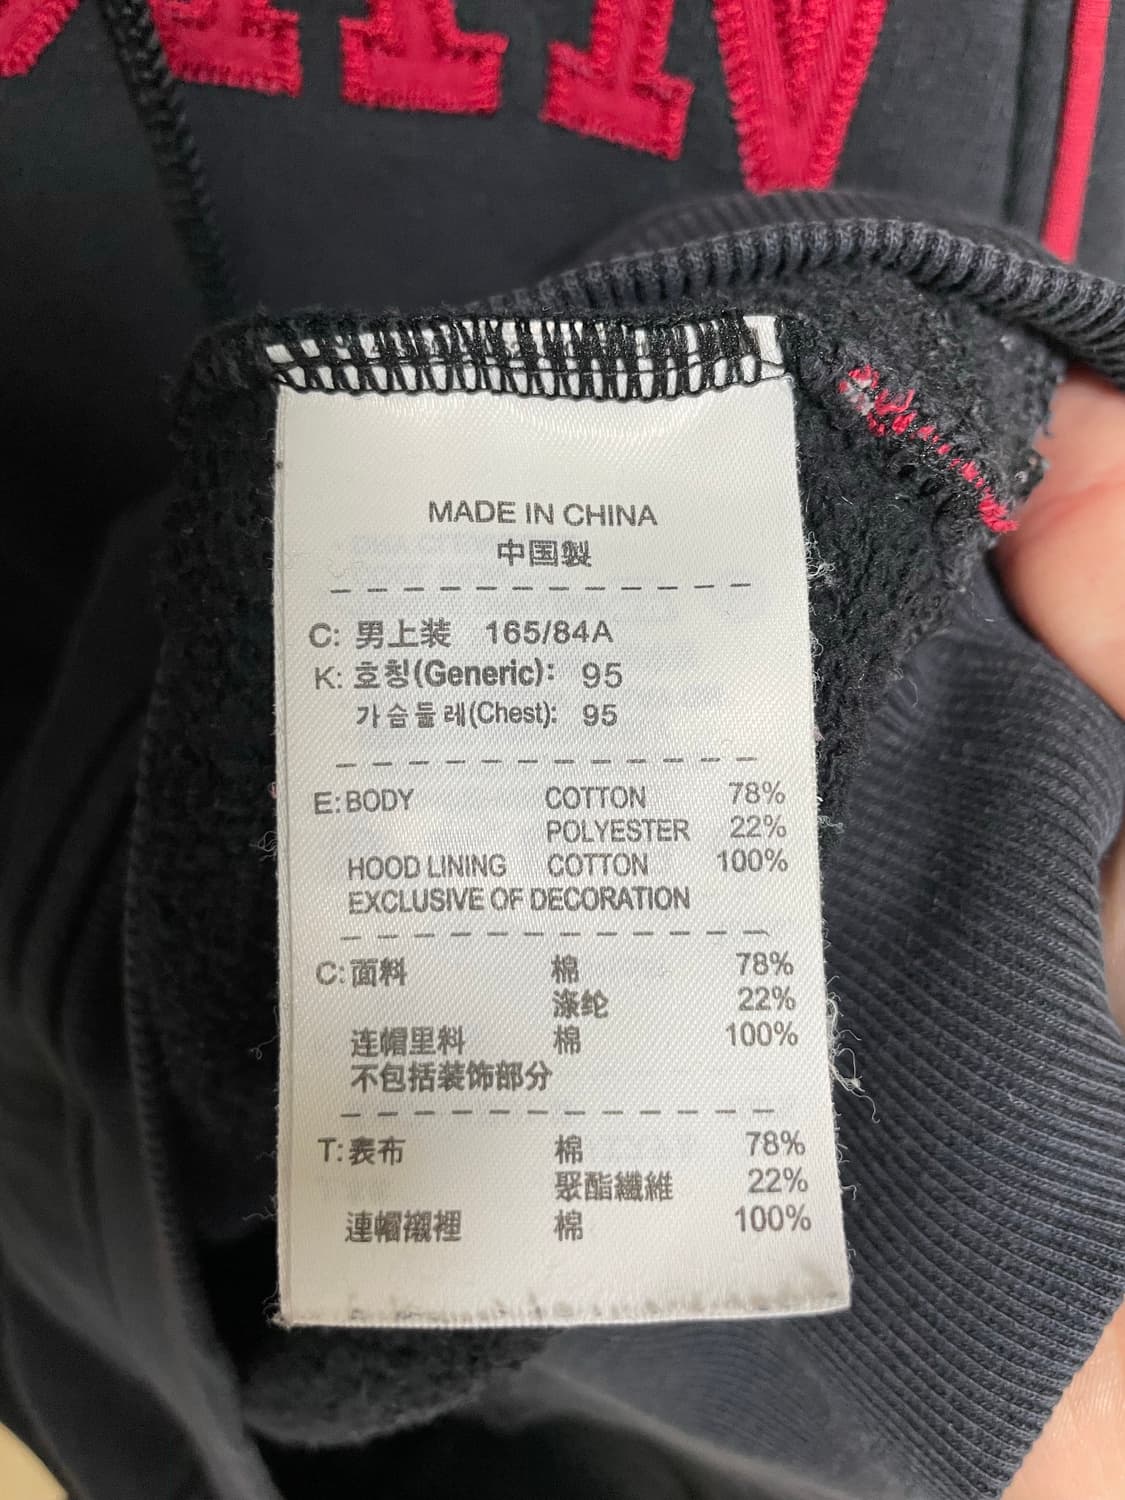 MADE IN CHINA
中国製
C: 男上装 165/84A
K: 호칭(Generic): 95
가슴둘레(Chest): 95
E: BODY COTTON 78%
POLYESTER 22%
HOOD LINING COTTON 100%
EXCLUSIVE OF DECORATION
C: 面料 棉 78%
涤纶 22%
连帽里料 棉 100%
不包括装饰部分
T: 表布 棉 78%
聚酯纖維 22%
連帽襯裡 棉 100%